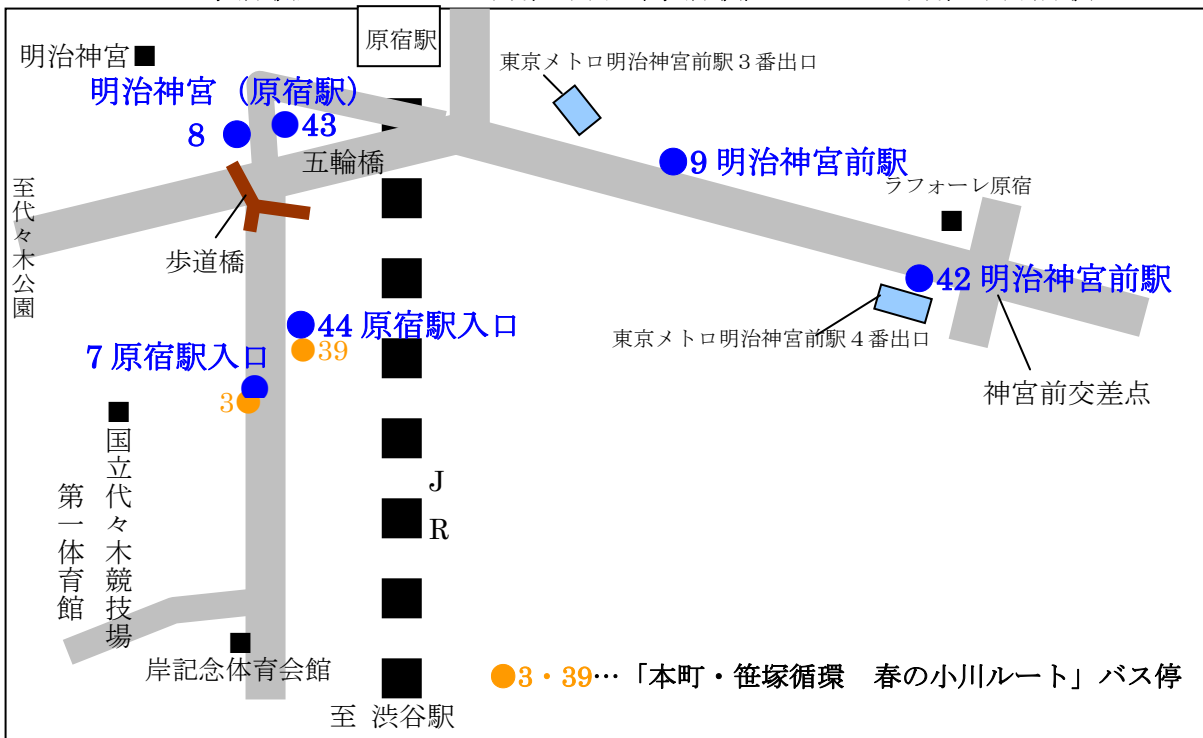 原宿駅
明治神宮
東京メトロ明治神宮前駅3番出口
明治神宮（原宿駅）
8
43
五輪橋
9 明治神宮前駅
ラフォーレ原宿
至代々木公園
歩道橋
42 明治神宮前駅
44 原宿駅入口
東京メトロ明治神宮前駅4番出口
39
7 原宿駅入口
神宮前交差点
3
国立代々木競技場
第一体育館
JR
岸記念体育会館
3・39…「本町・笹塚循環　春の小川ルート」バス停
至 渋谷駅